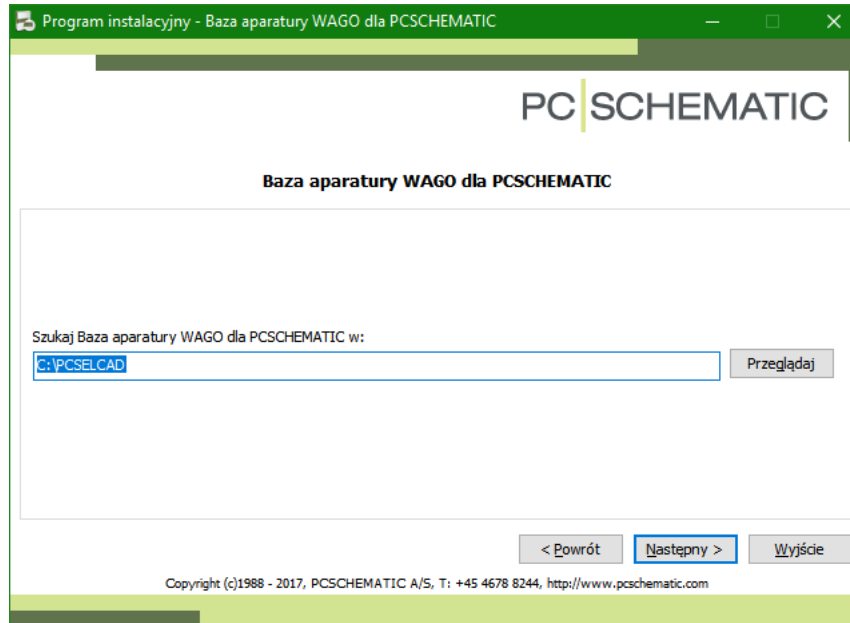 Program instalacyjny - Baza aparatury WAGO dla PCSCHEMATIC
PC SCHEMATIC
Baza aparatury WAGO dla PCSCHEMATIC
Szukaj Baza aparatury WAGO dla PCSCHEMATIC w:
C:\PCSELCAD
Przeglądaj
< Powrót
Następny >
Wyjście
Copyright (c)1988 - 2017, PCSCHEMATIC A/S, T: +45 4678 8244, http://www.pcschematic.com